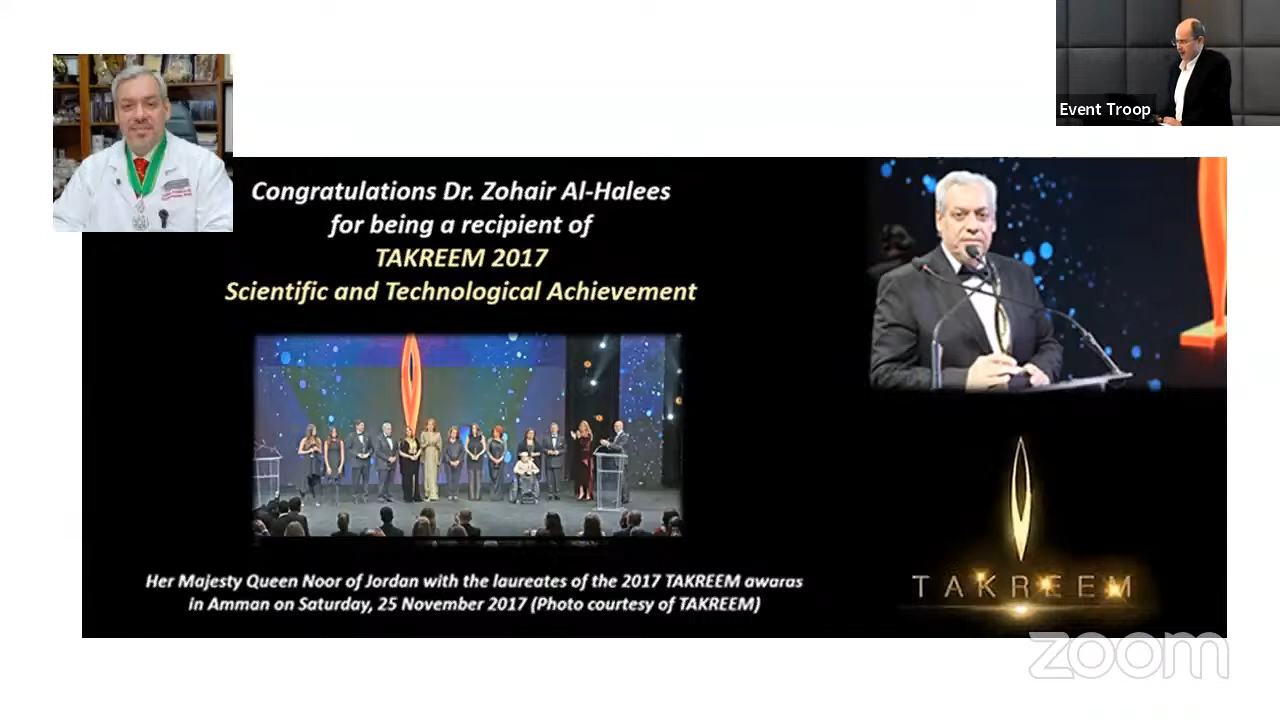 Event Troop
Congratulations Dr. Zohair Al-Halees
for being a recipient of
TAKREEM 2017
Scientific and Technological Achievement
Her Majesty Queen Noor of Jordan with the laureates of the 2017 TAKREEM awards
in Amman on Saturday, 25 November 2017 (Photo courtesy of TAKREEM)
TAKREEM
zoom